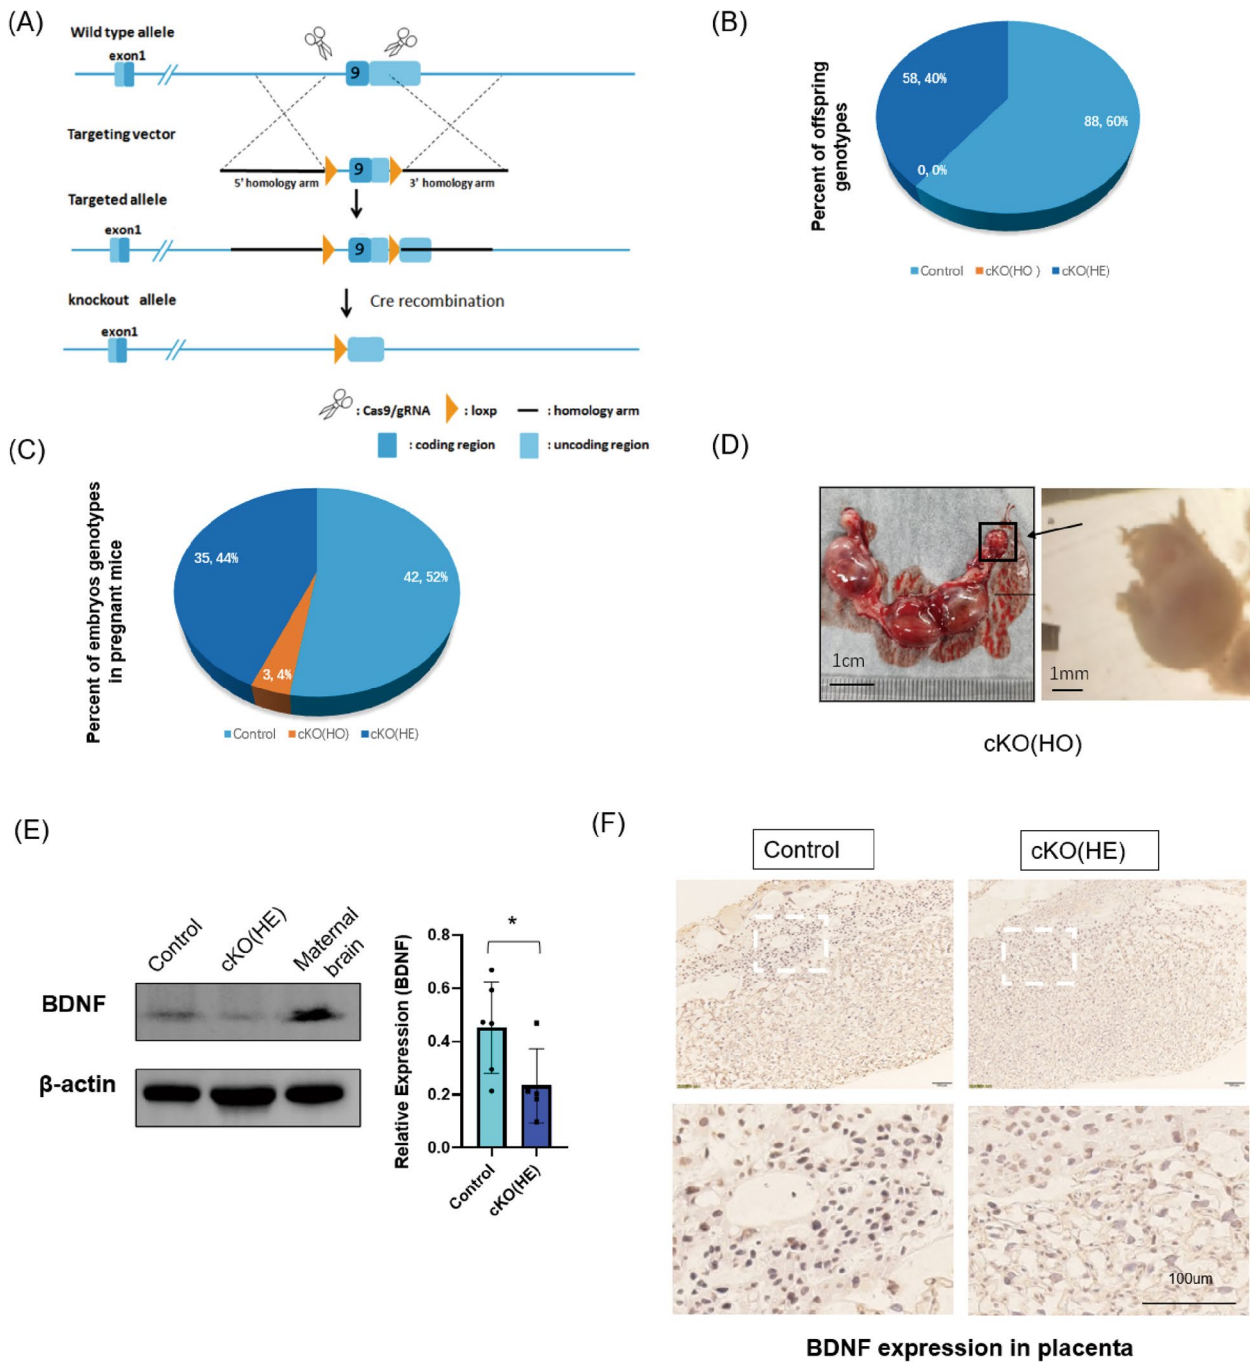 (A)
Wild type allele
exon1
9
Targeting vector
9
5' homology arm
3' homology arm
Targeted allele
exon1
9
Cre recombination
knockout allele
exon1
: Cas9/gRNA
: loxp
: homology arm
: coding region
: uncoding region
(B)
Percent of offspring
genotypes
58, 40%
88, 60%
0, 0%
Control
cKO(HO )
cKO(HE)
(C)
Percent of embryos genotypes
in pregnant mice
35, 44%
42, 52%
3, 4%
Control
cKO(HO)
cKO(HE)
(D)
1cm
1mm
cKO(HO)
(E)
Control
cKO(HE)
Maternal
brain
BDNF
β-actin
Relative Expression (BDNF)
0.8
0.6
0.4
0.2
0.0
*
Control
cKO(HE)
(F)
Control
cKO(HE)
100um
BDNF expression in placenta